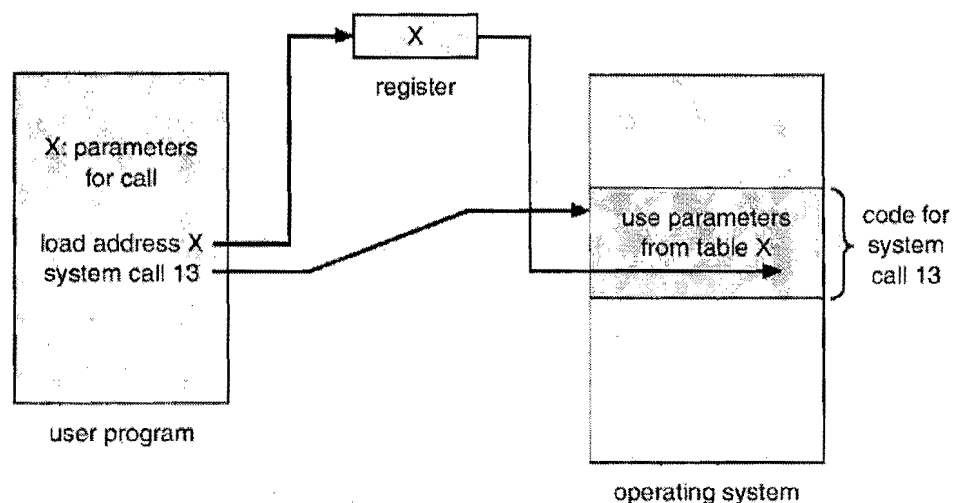 X
register
X: parameters
for call
load address X
system call 13
user program
use parameters
from table X
code for
system
call 13
operating system